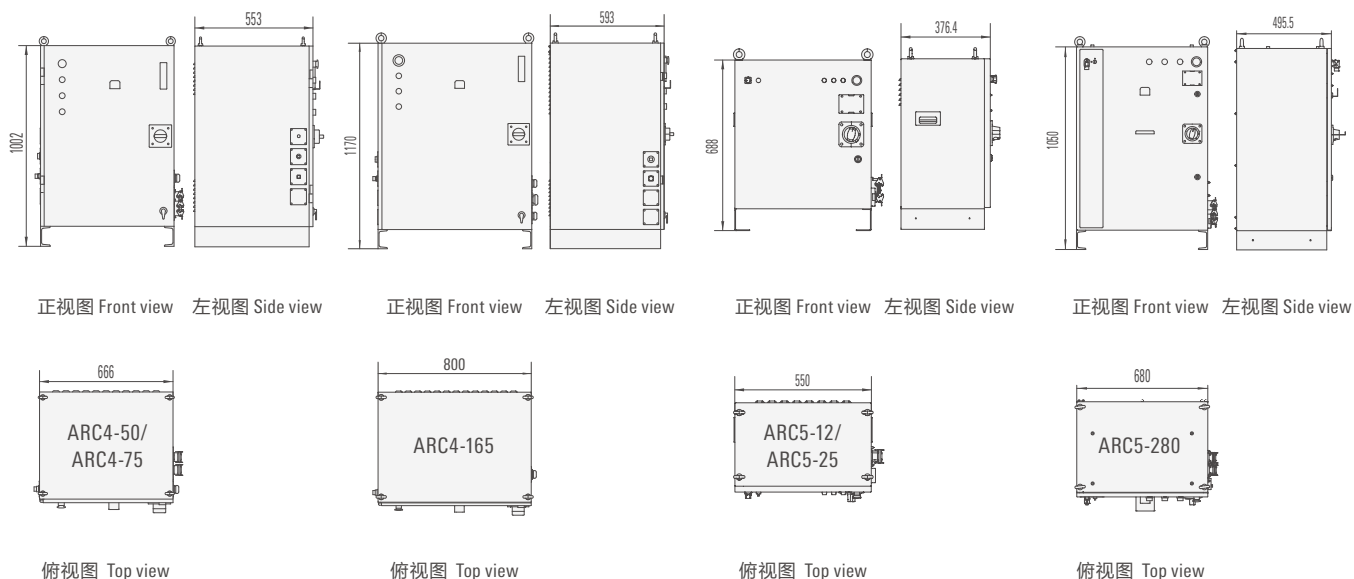 553
593
376.4
495.5
1002
1170
688
1050
正视图 Front view 左视图 Side view
正视图 Front view 左视图 Side view
正视图 Front view 左视图 Side view
正视图 Front view 左视图 Side view
666
800
550
680
ARC4-50/
ARC4-75
ARC4-165
ARC5-12/
ARC5-25
ARC5-280
俯视图 Top view
俯视图 Top view
俯视图 Top view
俯视图 Top view